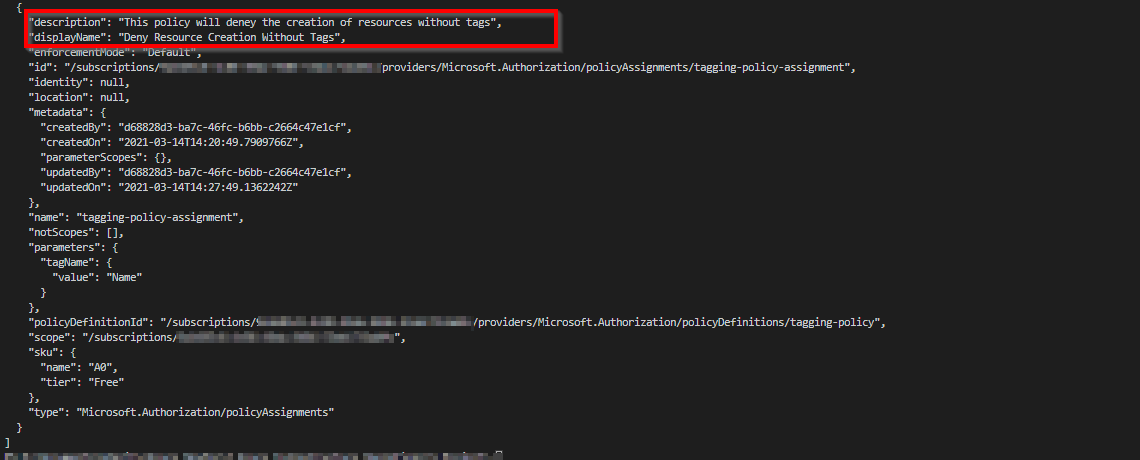 {
"description": "This policy will deney the creation of resources without tags",
"displayName": "Deny Resource Creation Without Tags",
"enforcementMode": "Default",
"id": "/subscriptions/ /providers/Microsoft.Authorization/policyAssignments/tagging-policy-assignment",
"identity": null,
"location": null,
"metadata": {
"createdBy": "d68828d3-ba7c-46fc-b6bb-c2664c47e1cf",
"createdOn": "2021-03-14T14:20:49.7909766Z",
"parameterScopes": {},
"updatedBy": "d68828d3-ba7c-46fc-b6bb-c2664c47e1cf",
"updatedOn": "2021-03-14T14:27:49.1362242Z"
},
"name": "tagging-policy-assignment",
"notScopes": [],
"parameters": {
"tagName": {
"value": "Name"
}
},
"policyDefinitionId": "/subscriptions/ /providers/Microsoft.Authorization/policyDefinitions/tagging-policy",
"scope": "/subscriptions/ ",
"sku": {
"name": "A0",
"tier": "Free"
},
"type": "Microsoft.Authorization/policyAssignments"
}
]